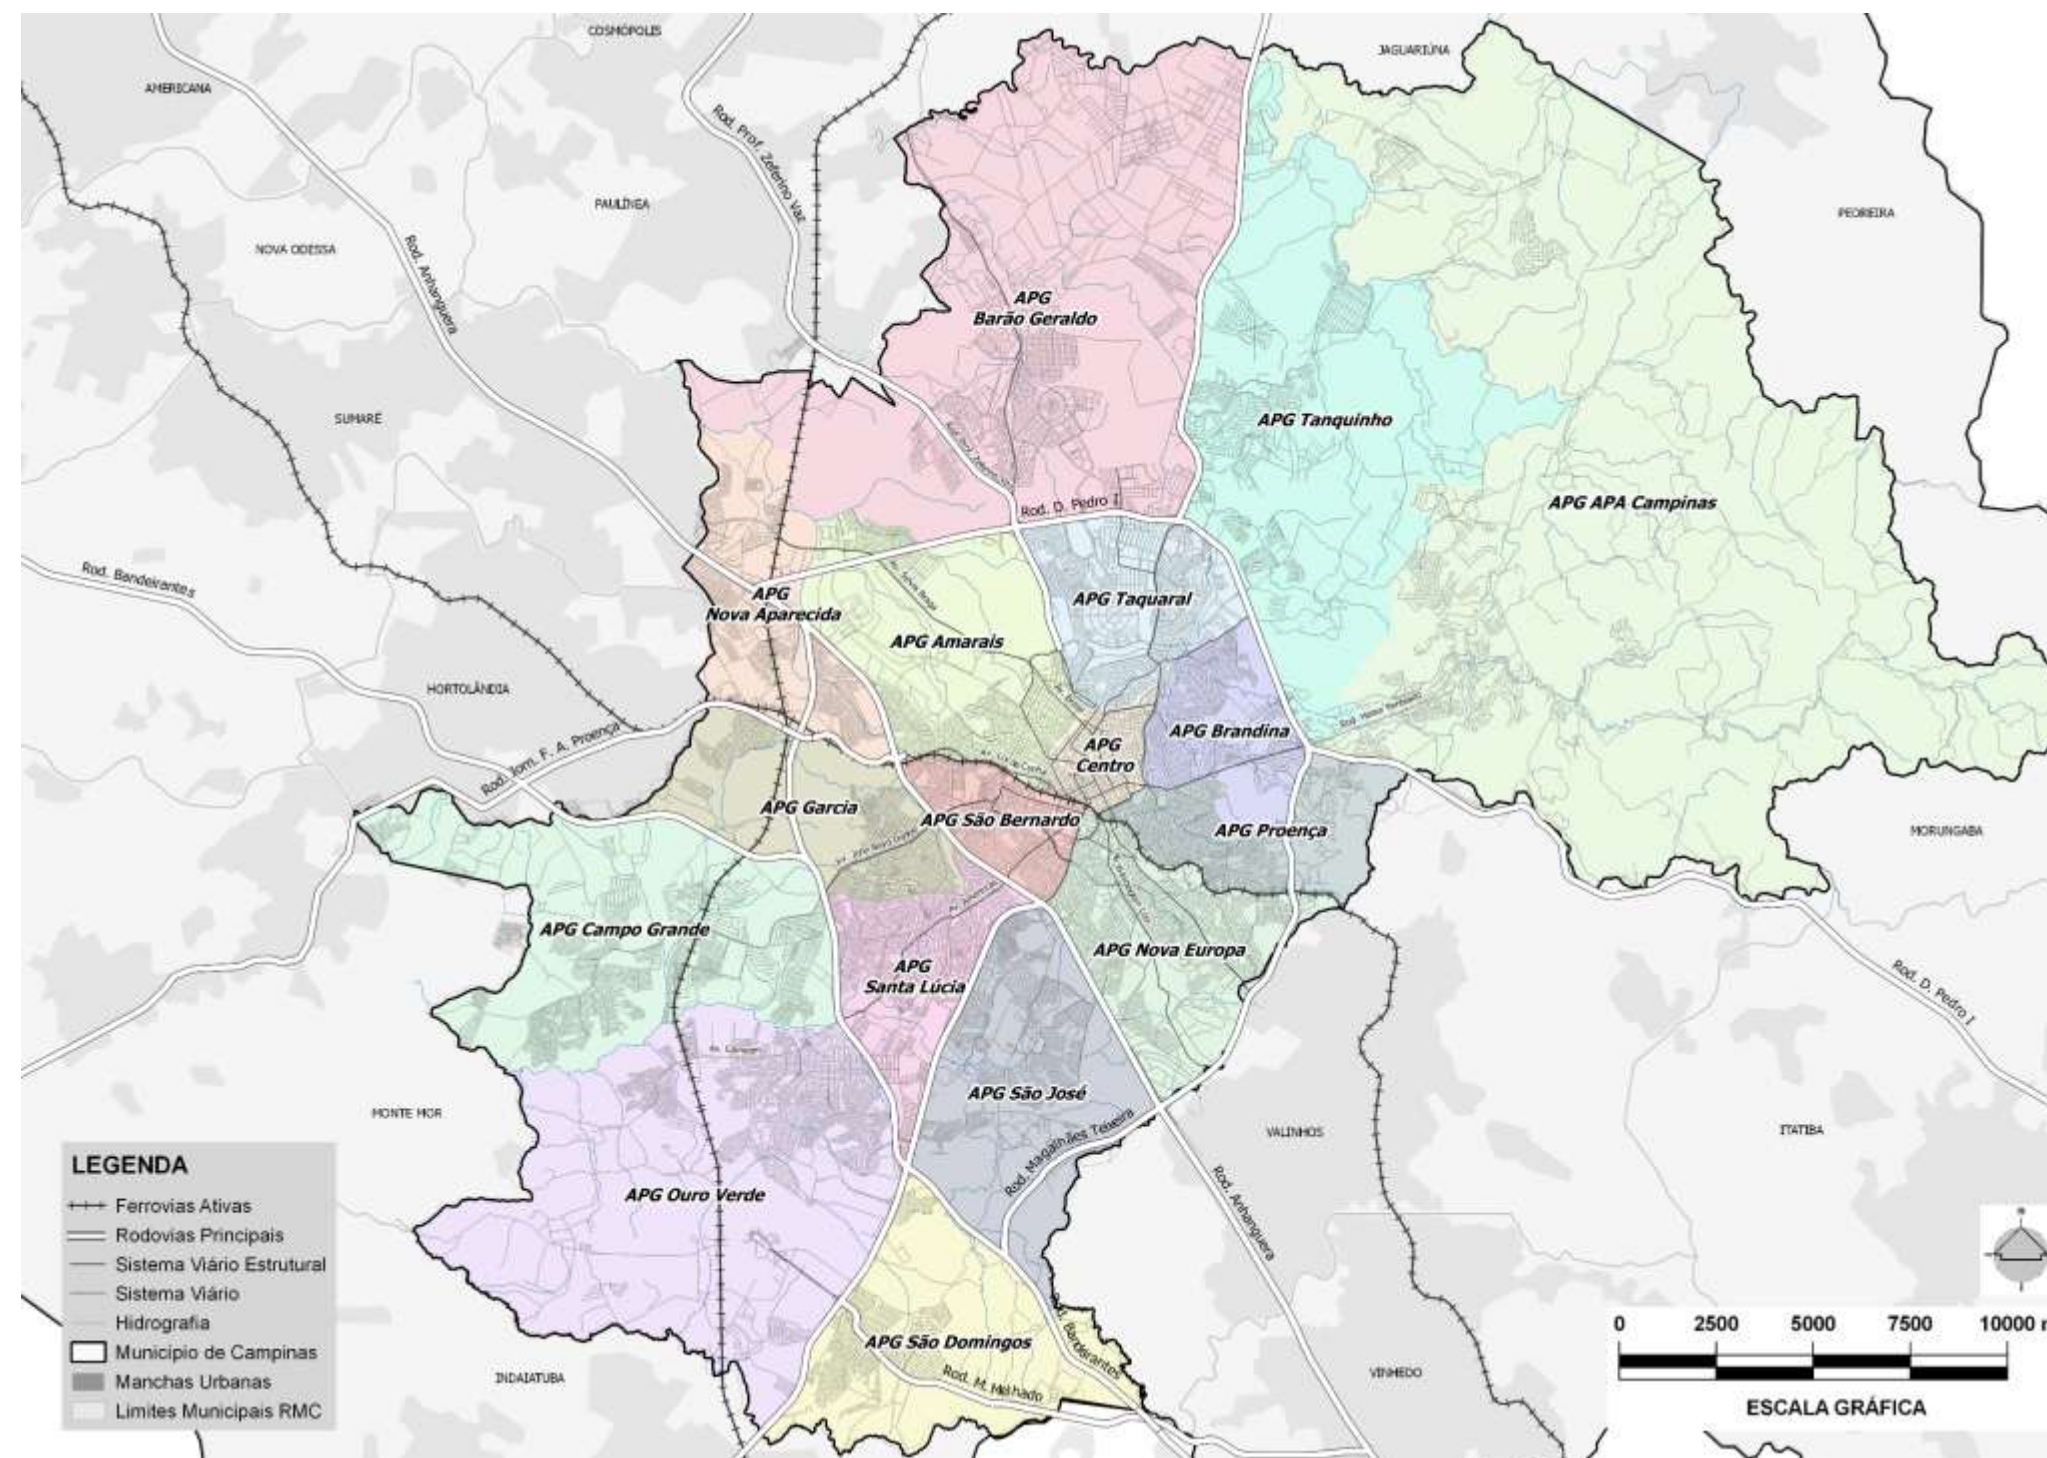 COSMÓPOLIS
JAGUARIÚNA
AMERICANA
Rod. Prof. Zeferino Vaz
PAULÍNEA
PEDREIRA
NOVA ODESSA
Rod. Anhanguera
APG
Barão Geraldo
SUMARÉ
APG Tanquinho
APG APA Campinas
Rod. D. Pedro I
Rod. Bandeirantes
APG
Nova Aparecida
APG Taquaral
APG Amarais
HORTOLÂNDIA
Rod. Jorn. F. A. Proença
APG Brandina
APG
Centro
APG Garcia
APG São Bernardo
APG Proença
MORUNGABA
APG Campo Grande
APG Nova Europa
APG
Santa Lúcia
Rod. D. Pedro I
APG São José
MONTE MOR
Rod. Magalhães Teixeira
VALINHOS
ITATIBA
APG Ouro Verde
Rod. Anhanguera
APG São Domingos
Rod. Bandeirantes
Rod. M. Melhado
INDAIATUBA
VINHEDO
LEGENDA
Ferrovias Ativas
Rodovias Principais
Sistema Viário Estrutural
Sistema Viário
Hidrografia
Município de Campinas
Manchas Urbanas
Limites Municipais RMC
0 2500 5000 7500 10000
ESCALA GRÁFICA